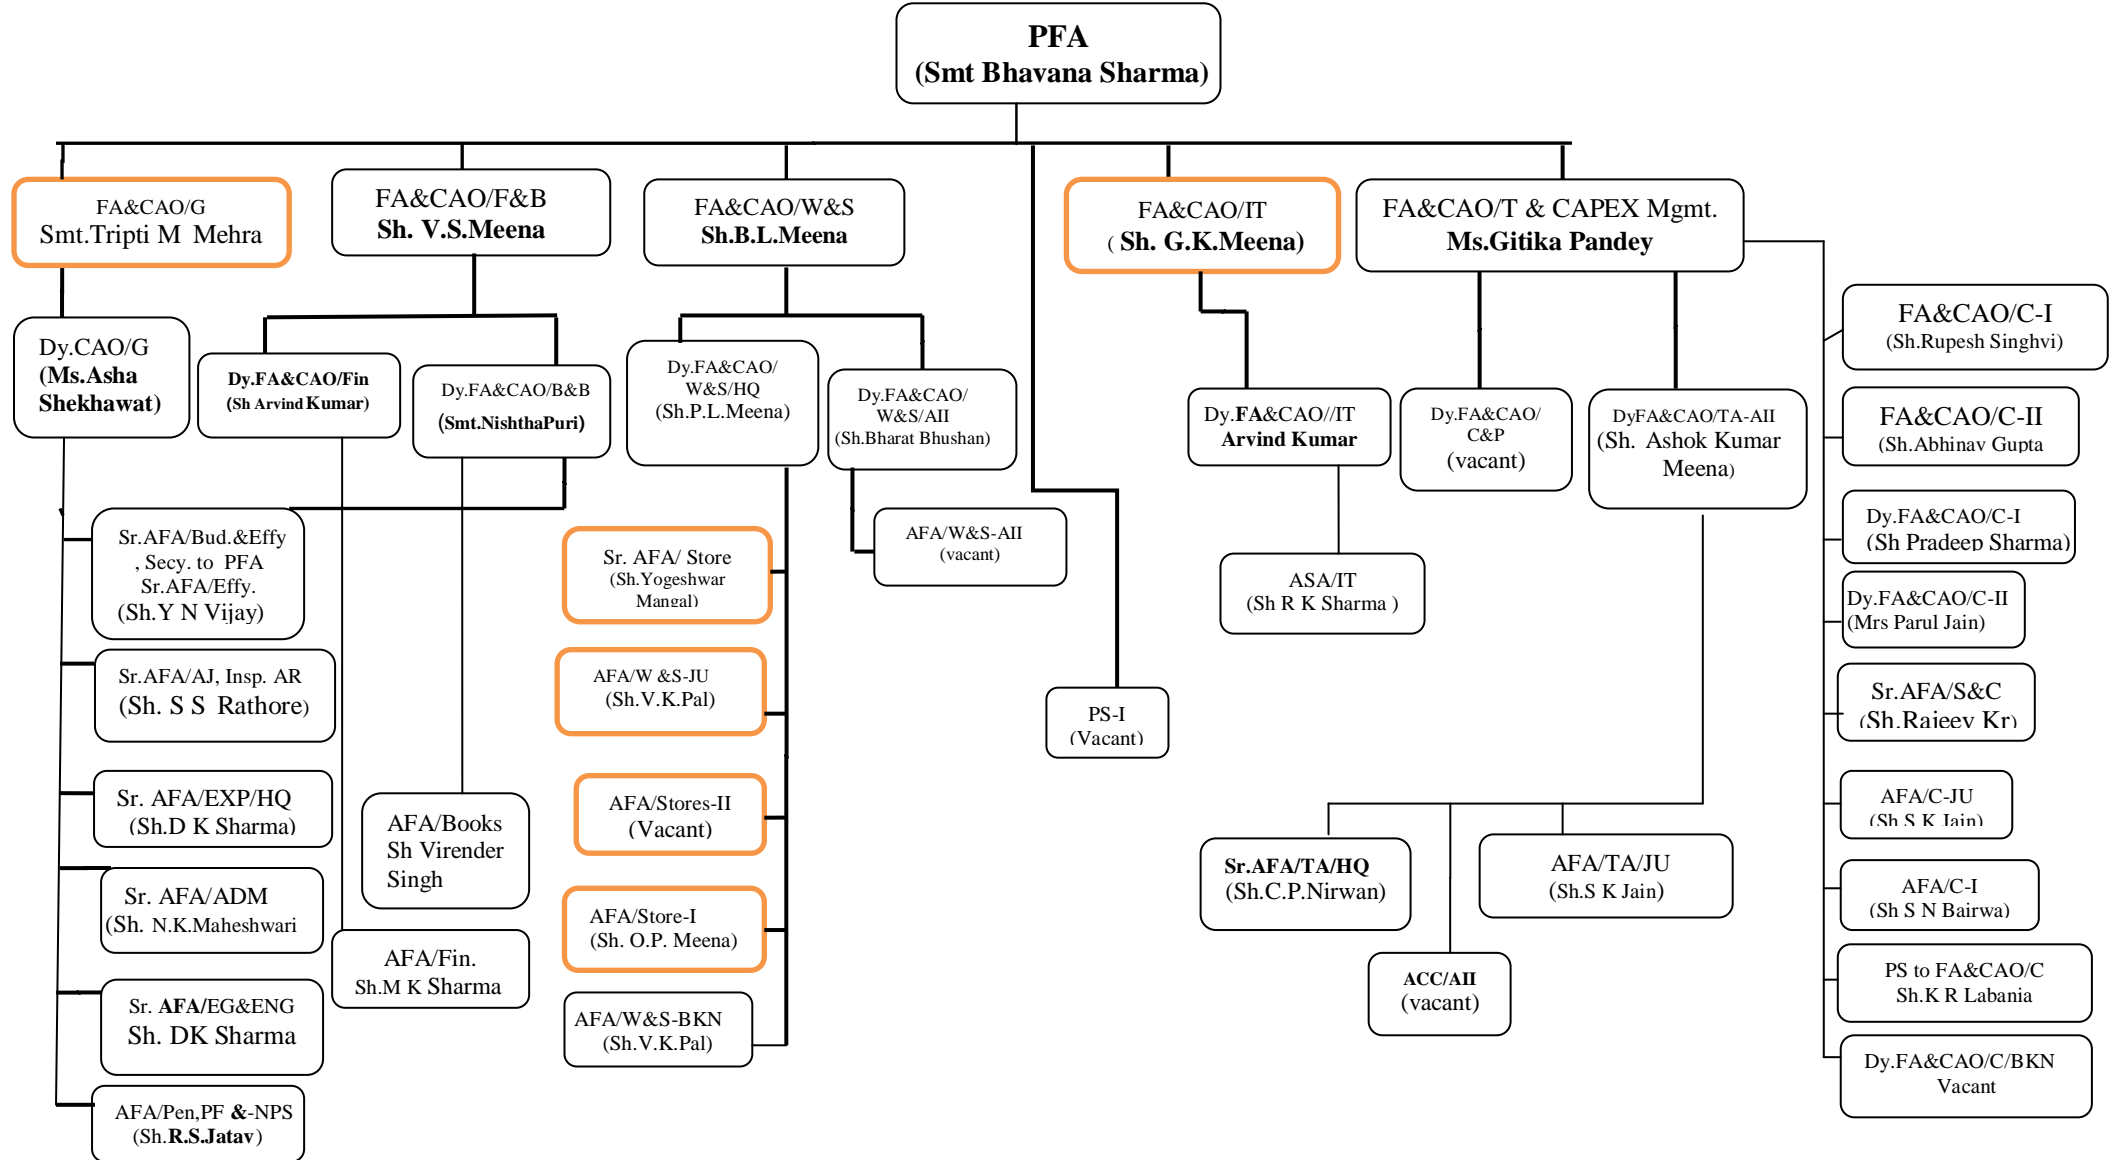 PFA
(Smt Bhavana Sharma)
FA&CAO/G
Smt.Tripti M Mehra
FA&CAO/F&B
Sh. V.S.Meena
FA&CAO/W&S
Sh.B.L.Meena
FA&CAO/IT
( Sh. G.K.Meena)
FA&CAO/T & CAPEX Mgmt.
Ms.Gitika Pandey
Dy.CAO/G
(Ms.Asha
Shekhawat)
Dy.FA&CAO/Fin
(Sh Arvind Kumar)
Dy.FA&CAO/B&B
(Smt.NishthaPuri)
Dy.FA&CAO/
W&S/HQ
(Sh.P.L.Meena)
Dy.FA&CAO/
W&S/AII
(Sh.Bharat Bhushan)
Dy.FA&CAO//IT
Arvind Kumar
Dy.FA&CAO/
C&P
(vacant)
DyFA&CAO/TA-AII
(Sh. Ashok Kumar
Meena)
FA&CAO/C-I
(Sh.Rupesh Singhvi)
FA&CAO/C-II
(Sh.Abhinav Gupta
Dy.FA&CAO/C-I
(Sh Pradeep Sharma)
Dy.FA&CAO/C-II
(Mrs Parul Jain)
Sr.AFA/S&C
(Sh.Rajeev Kr)
AFA/C-JU
(Sh S K Jain)
AFA/C-I
(Sh S N Bairwa)
PS to FA&CAO/C
Sh.K R Labania
Dy.FA&CAO/C/BKN
Vacant
Sr.AFA/Bud.&Effy
, Secy. to PFA
Sr.AFA/Effy.
(Sh.Y N Vijay)
Sr.AFA/AJ, Insp. AR
(Sh. S S Rathore)
Sr. AFA/EXP/HQ
(Sh.D K Sharma)
Sr. AFA/ADM
(Sh. N.K.Maheshwari
Sr. AFA/EG&ENG
Sh. DK Sharma
AFA/Pen,PF &-NPS
(Sh.R.S.Jatav)
AFA/Fin.
Sh.M K Sharma
AFA/Books
Sh Virender
Singh
Sr. AFA/ Store
(Sh.Yogeshwar
Mangal)
AFA/W &S-JU
(Sh.V.K.Pal)
AFA/Stores-II
(Vacant)
AFA/Store-I
(Sh. O.P. Meena)
AFA/W&S-BKN
(Sh.V.K.Pal)
AFA/W&S-AII
(vacant)
PS-I
(Vacant)
ASA/IT
(Sh R K Sharma )
Sr.AFA/TA/HQ
(Sh.C.P.Nirwan)
ACC/AII
(vacant)
AFA/TA/JU
(Sh.S K Jain)